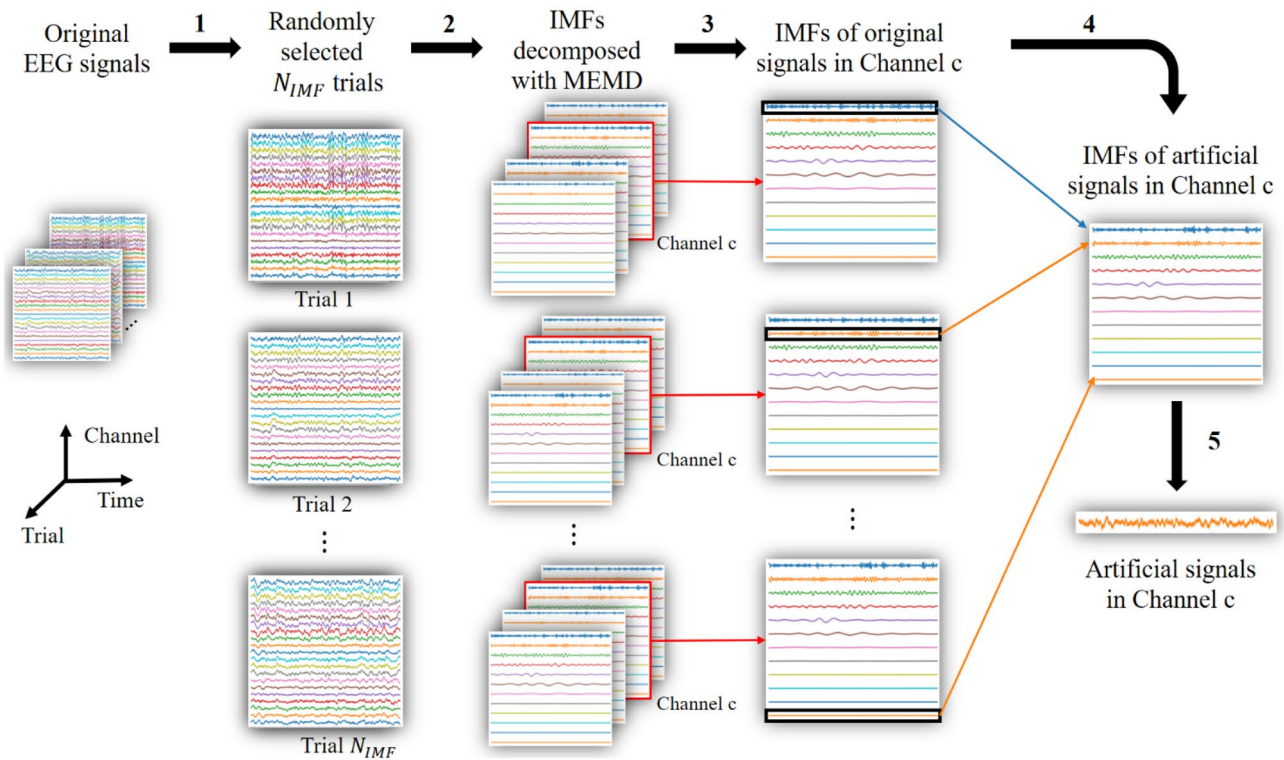 Original
EEG signals
1
Randomly
selected
N_IMF trials
2
IMFs
decomposed
with MEMD
3
IMFs of original
signals in Channel c
4
Trial 1
Channel c
IMFs of artificial
signals in Channel c
...
Channel
Time
Trial
Trial 2
Channel c
5
⋮
⋮
⋮
Artificial signals
in Channel c
Channel c
Trial N_IMF